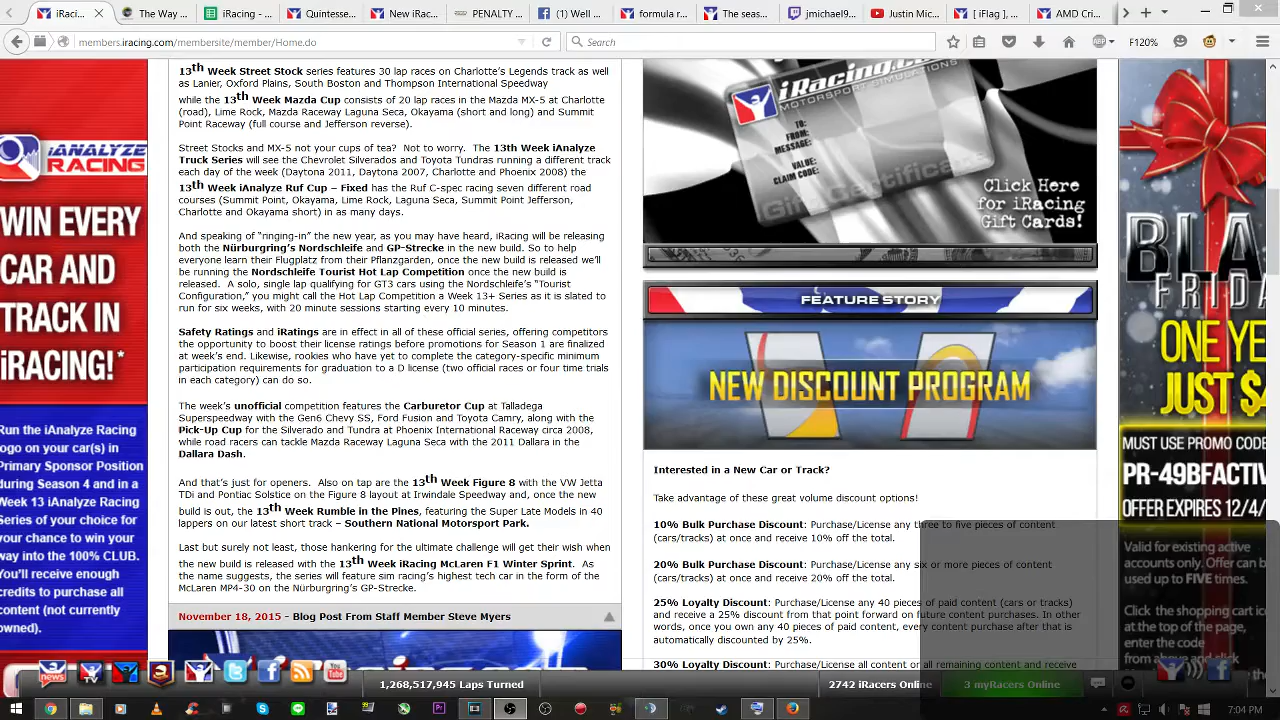 iRaci...
The Way ...
iRacing - ...
Quintesse...
New iRac...
PENALTY ...
(1) Well ...
formula r...
The seas...
jmichael9...
Justin Mic...
[ iFlag ] ...
AMD Crim...
members.iracing.com/membersite/member/Home.do
Search
ABP
F120%
13th Week Street Stock series features 30 lap races on Charlotte's Legends track as well
as Lanier, Oxford Plains, South Boston and Thompson International Speedway
while the 13th Week Mazda Cup consists of 20 lap races in the Mazda MX-5 at Charlotte
(road), Lime Rock, Mazda Raceway Laguna Seca, Okayama (short and long) and Summit
Point Raceway (full course and Jefferson reverse).
Street Stocks and MX-5 not your cups of tea? Not to worry. The 13th Week iAnalyze
Truck Series will see the Chevrolet Silverados and Toyota Tundras running a different track
each day of the week (Daytona 2011, Daytona 2007, Charlotte and Phoenix 2008) the
13th Week iAnalyze Ruf Cup – Fixed has the Ruf C-spec racing seven different road
courses (Summit Point, Okayama, Lime rock, Laguna Seca, Summit Point Jefferson,
Charlotte and Okayama short) in as many days.
And speaking of “ringing” in the year, as you may have heard, iRacing will be releasing
both the Nürburgring's Nordschleife and GP-Strecke in the new build. So to help
everyone learn their Flugplatz from their Pflanzgarden, once the new build is released we'll
be running the Nordschleife Tourist Hot Lap Competition once the new build is
released. A solo, single lap qualifying for GT3 cars using the Nordschleife's “Tourist
Configuration,” you might call the Hot Lap Competition a Week 13+ Series as it is slated to
run for six weeks, with 20 minute sessions starting every 10 minutes.
Safety Ratings and iRatings are in effect in all of these official series, offering competitors
the opportunity to boost their license ratings before promotions for Season 1 are finalized
at week's end. Likewise, rookies who have yet to complete the category-specific minimum
participation requirements for graduation to a D license (two official races or four time trials
in each category) can do so.
The week's unofficial competition features the Carburetor Cup at Talladega
Superspeedway in the Gen6 Chevy SS, Ford Fusion and Toyota Camry, along with the
Pick-Up Cup for the Silverado and Tundra at Phoenix International Raceway circa 2008,
while road racers can tackle Mazda Raceway Laguna Seca with the 2011 Dallara in the
Dallara Dash.
And that's just for openers. Also on tap are the 13th Week Figure 8 with the VW Jetta
TDi and Pontiac Solstice on the Figure 8 layout at Irwindale Speedway and, once the new
build is out, the 13th Week Rumble in the Pines, featuring the Super Late Models in 40
lappers on our latest short track – Southern National Motorsport Park.
Last but surely not least, those hankering for the ultimate challenge will get their wish when
the new build is released with the 13th Week iRacing McLaren F1 Winter Sprint. As
the name suggests, the series will feature sim racing's highest tech car in the form of the
McLaren MP4-30 on the Nürburgring's GP-Strecke.
November 18, 2015 - Blog Post From Staff Member Steve Myers
iANALYZE
RACING
WIN EVERY
CAR AND
TRACK IN
iRACING!*
Run the iAnalyze Racing
logo on your car(s) in
Primary Sponsor Position
during Season 4 and in a
Week 13 iAnalyze Racing
Series of your choice for
your chance to win your
way into the 100% CLUB.
You'll receive enough
credits to purchase all
content (not currently
owned).
iRacing.com
MOTORSPORT SIMULATIONS
TO:
FROM:
MESSAGE:
VALUE:
CLAIM CODE:
Gift Certificate
Click Here
for iRacing
Gift Cards!
FEATURE STORY
NEW DISCOUNT PROGRAM
Interested in a New Car or Track?
Take advantage of these great volume discount options!
10% Bulk Purchase Discount: Purchase/License any three to five pieces of content
(cars/tracks) at once and receive 10% off the total.
20% Bulk Purchase Discount: Purchase/License any six or more pieces of content
(cars/tracks) at once and receive 20% off the total.
25% Loyalty Discount: Purchase/License any 40 pieces of paid content (cars or tracks)
and receive a 25% discount from that point forward on future content purchases. In other
words, once you own any 40 pieces of paid content, every content purchase after that is
automatically discounted by 25%.
30% Loyalty Discount: Purchase/License all content or all remaining content and receive
BLA
FRIDA
ONE YE
JUST $4
MUST USE PROMO CODE
PR-49BFACTIV
OFFER EXPIRES 12/4/
Valid for existing active
accounts only. Offer can b
used up to FIVE times.
Click the shopping cart ic
at the top of the page,
enter the code
from above and click
news
You Tube
1,268,517,945 Laps Turned
2742 iRacers Online
3 myRacers Online
7:04 PM